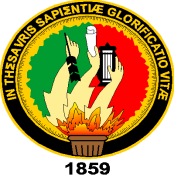 IN THESAVRIS SAPIENTIÆ GLORIFICATIO VITÆ
1859